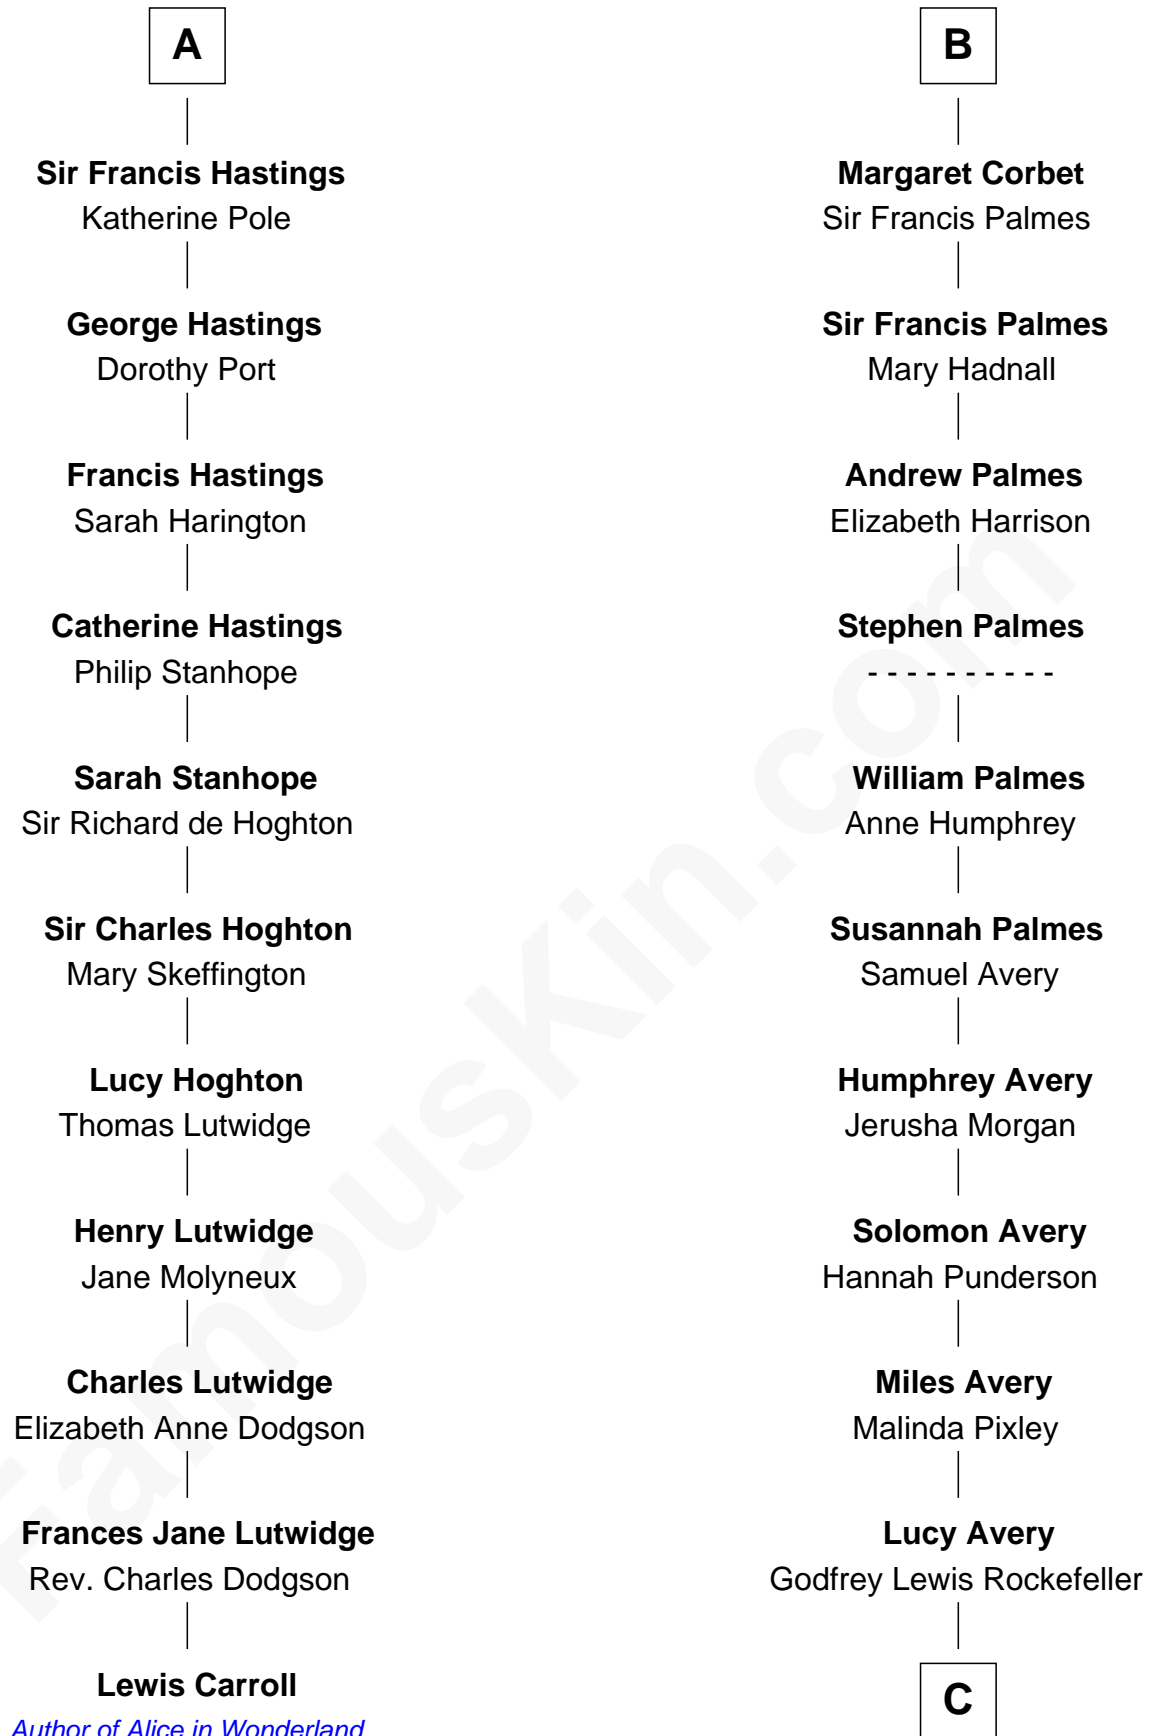 A
Sir Francis Hastings
Katherine Pole
George Hastings
Dorothy Port
Francis Hastings
Sarah Harington
Catherine Hastings
Philip Stanhope
Sarah Stanhope
Sir Richard de Hoghton
Sir Charles Hoghton
Mary Skeffington
Lucy Hoghton
Thomas Lutwidge
Henry Lutwidge
Jane Molyneux
Charles Lutwidge
Elizabeth Anne Dodgson
Frances Jane Lutwidge
Rev. Charles Dodgson
Lewis Carroll
Author of Alice in Wonderland
B
Margaret Corbet
Sir Francis Palmes
Sir Francis Palmes
Mary Hadnall
Andrew Palmes
Elizabeth Harrison
Stephen Palmes
- - - - - - - - - -
William Palmes
Anne Humphrey
Susannah Palmes
Samuel Avery
Humphrey Avery
Jerusha Morgan
Solomon Avery
Hannah Punderson
Miles Avery
Malinda Pixley
Lucy Avery
Godfrey Lewis Rockefeller
C
FamousKin.com